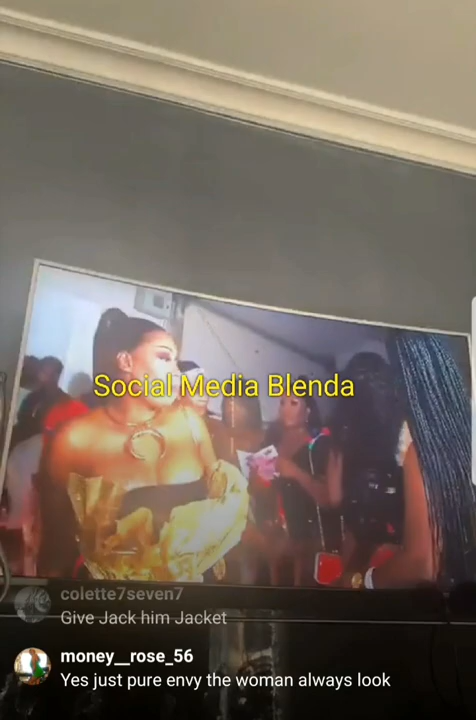 Social Media Blenda
colette7seven7
Give Jack him Jacket
money__rose_56
Yes just pure envy the woman always look